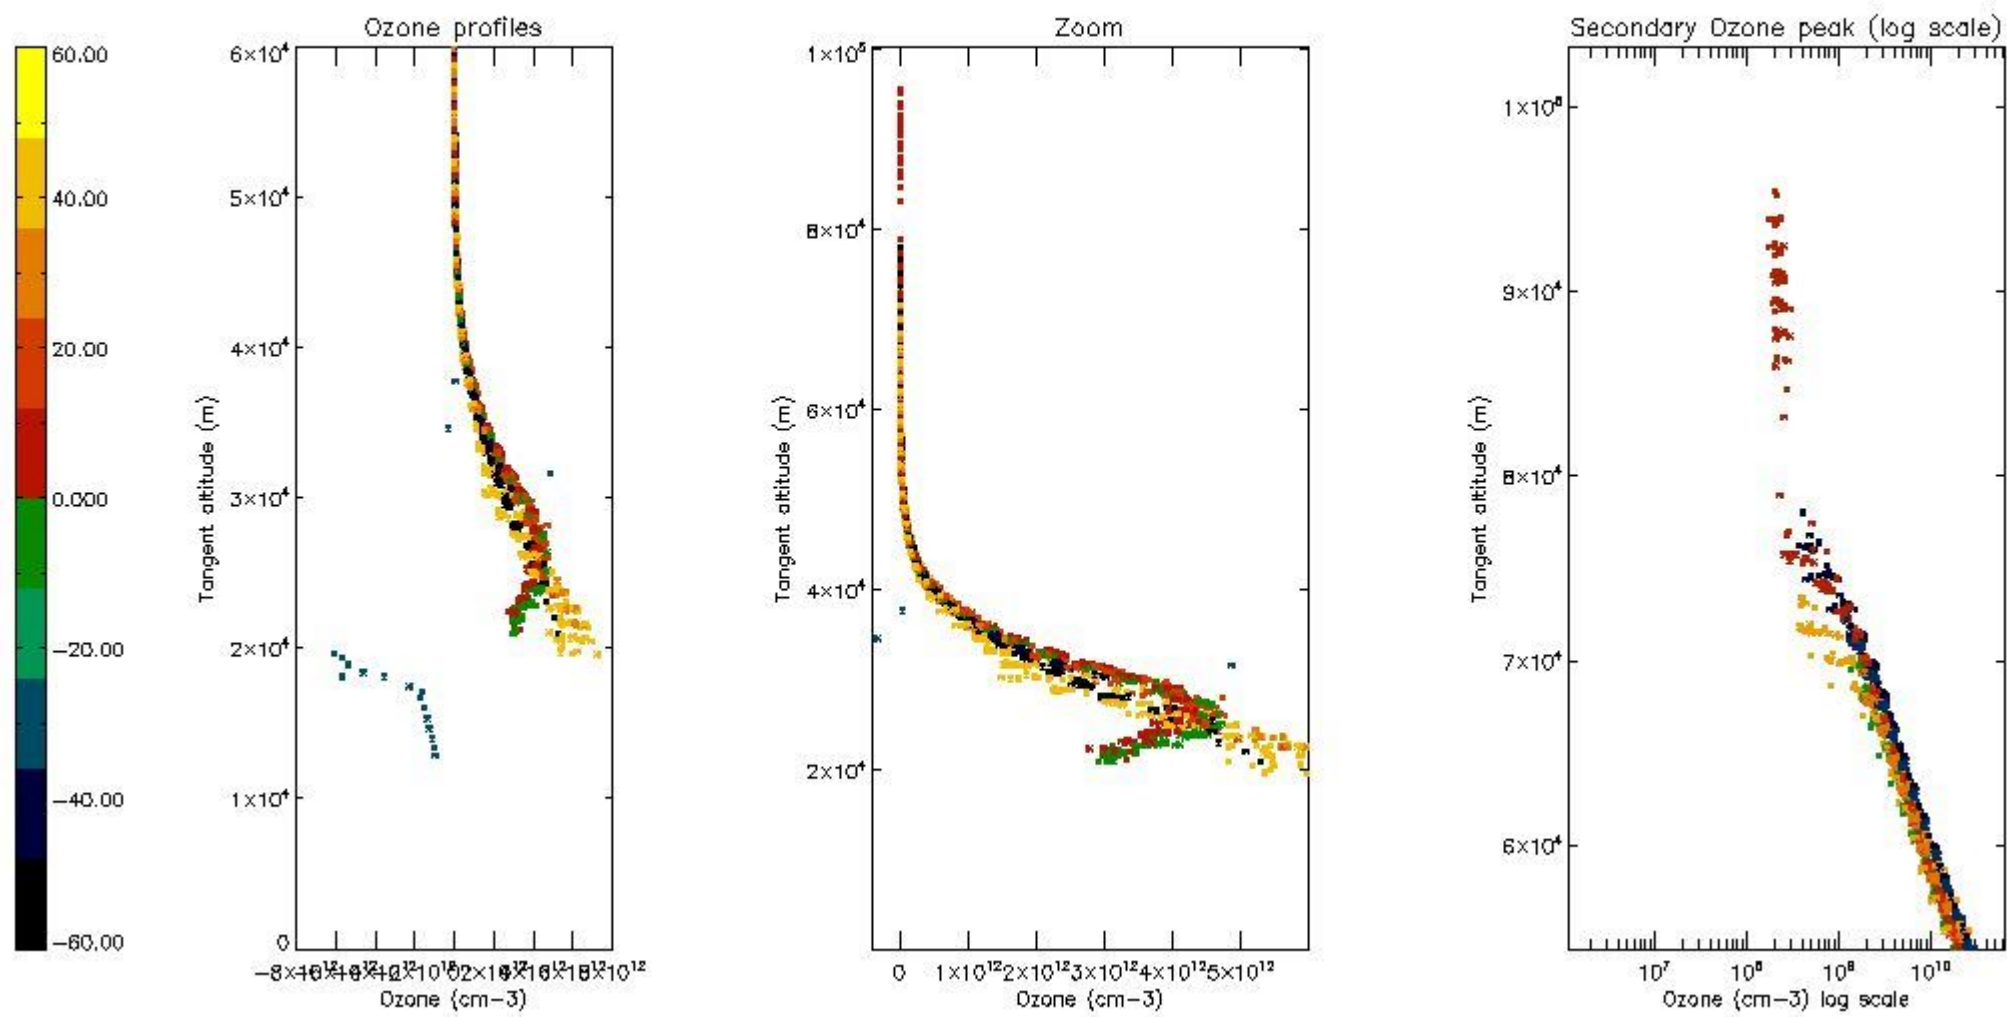 Ozone profiles
Zoom
Secondary Ozone peak (log scale)
60.00
40.00
20.00
0.000
−20.00
−40.00
−60.00
6×10⁴
5×10⁴
4×10⁴
3×10⁴
2×10⁴
1×10⁴
0
Tangent altitude (m)
Ozone (cm−3)
1×10⁵
8×10⁴
6×10⁴
4×10⁴
2×10⁴
Tangent altitude (m)
0 1×10¹² 2×10¹² 3×10¹² 4×10¹² 5×10¹²
Ozone (cm−3)
9×10⁴
8×10⁴
7×10⁴
6×10⁴
Tangent altitude (m)
10⁷ 10⁸ 10⁹ 10¹⁰
Ozone (cm−3) log scale